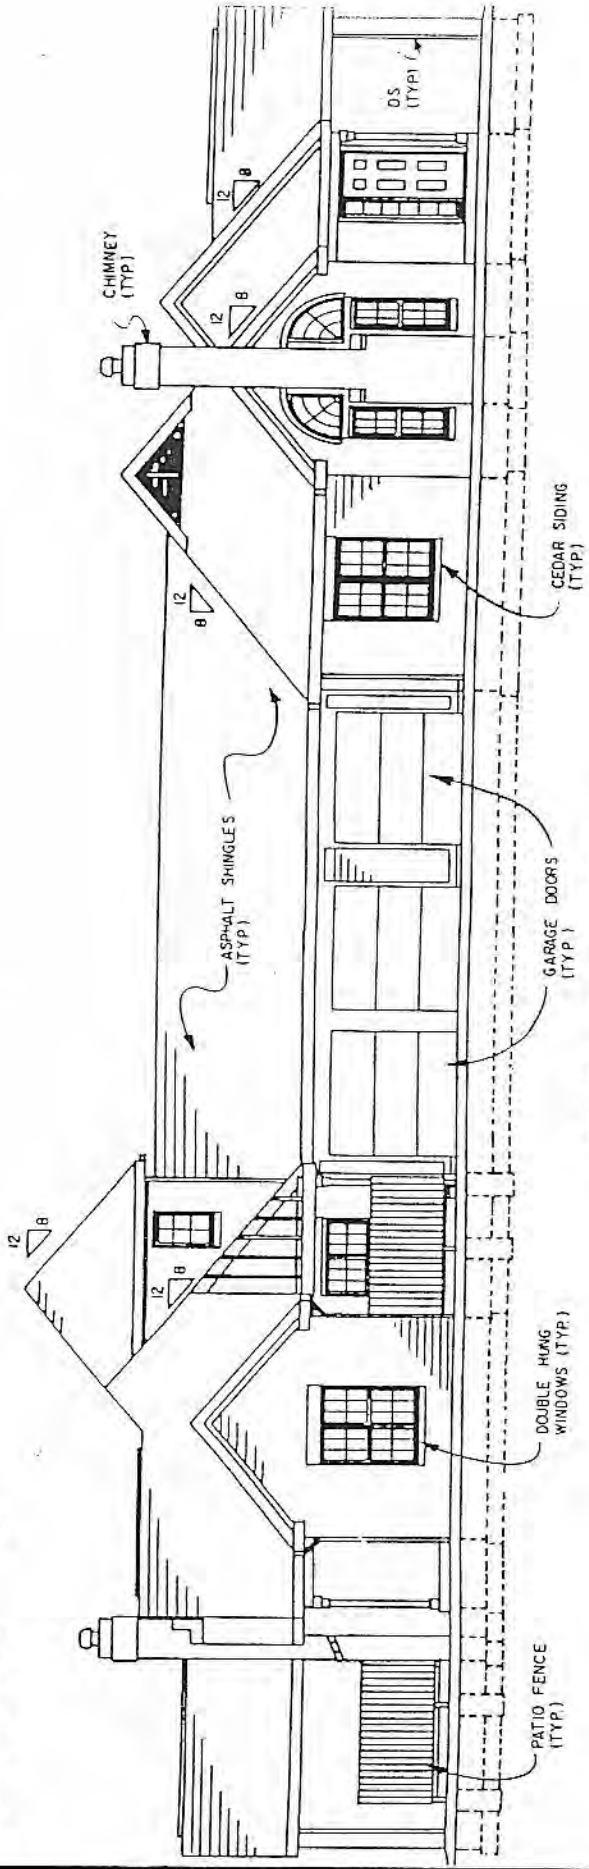 12
8
12
8
ASPHALT SHINGLES
(TYP.)
12
8
CHIMNEY
(TYP.)
12
8
12
8
DS
(TYP.)
PATIO FENCE
(TYP.)
DOUBLE HUNG
WINDOWS (TYP.)
GARAGE DOORS
(TYP.)
CEDAR SIDING
(TYP.)